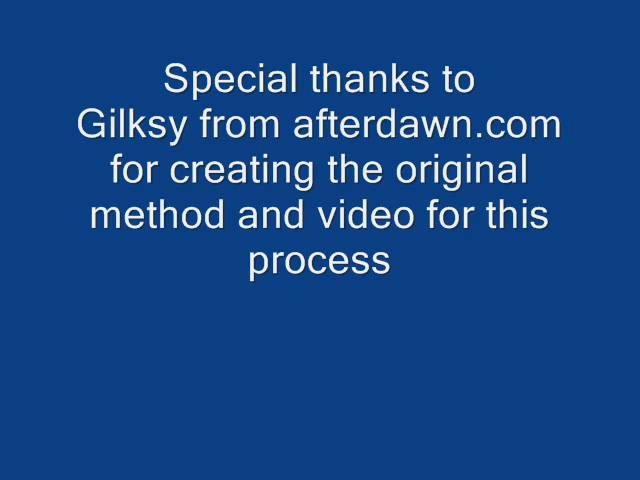 Special thanks to
Gilksy from afterdawn.com
for creating the original
method and video for this
process